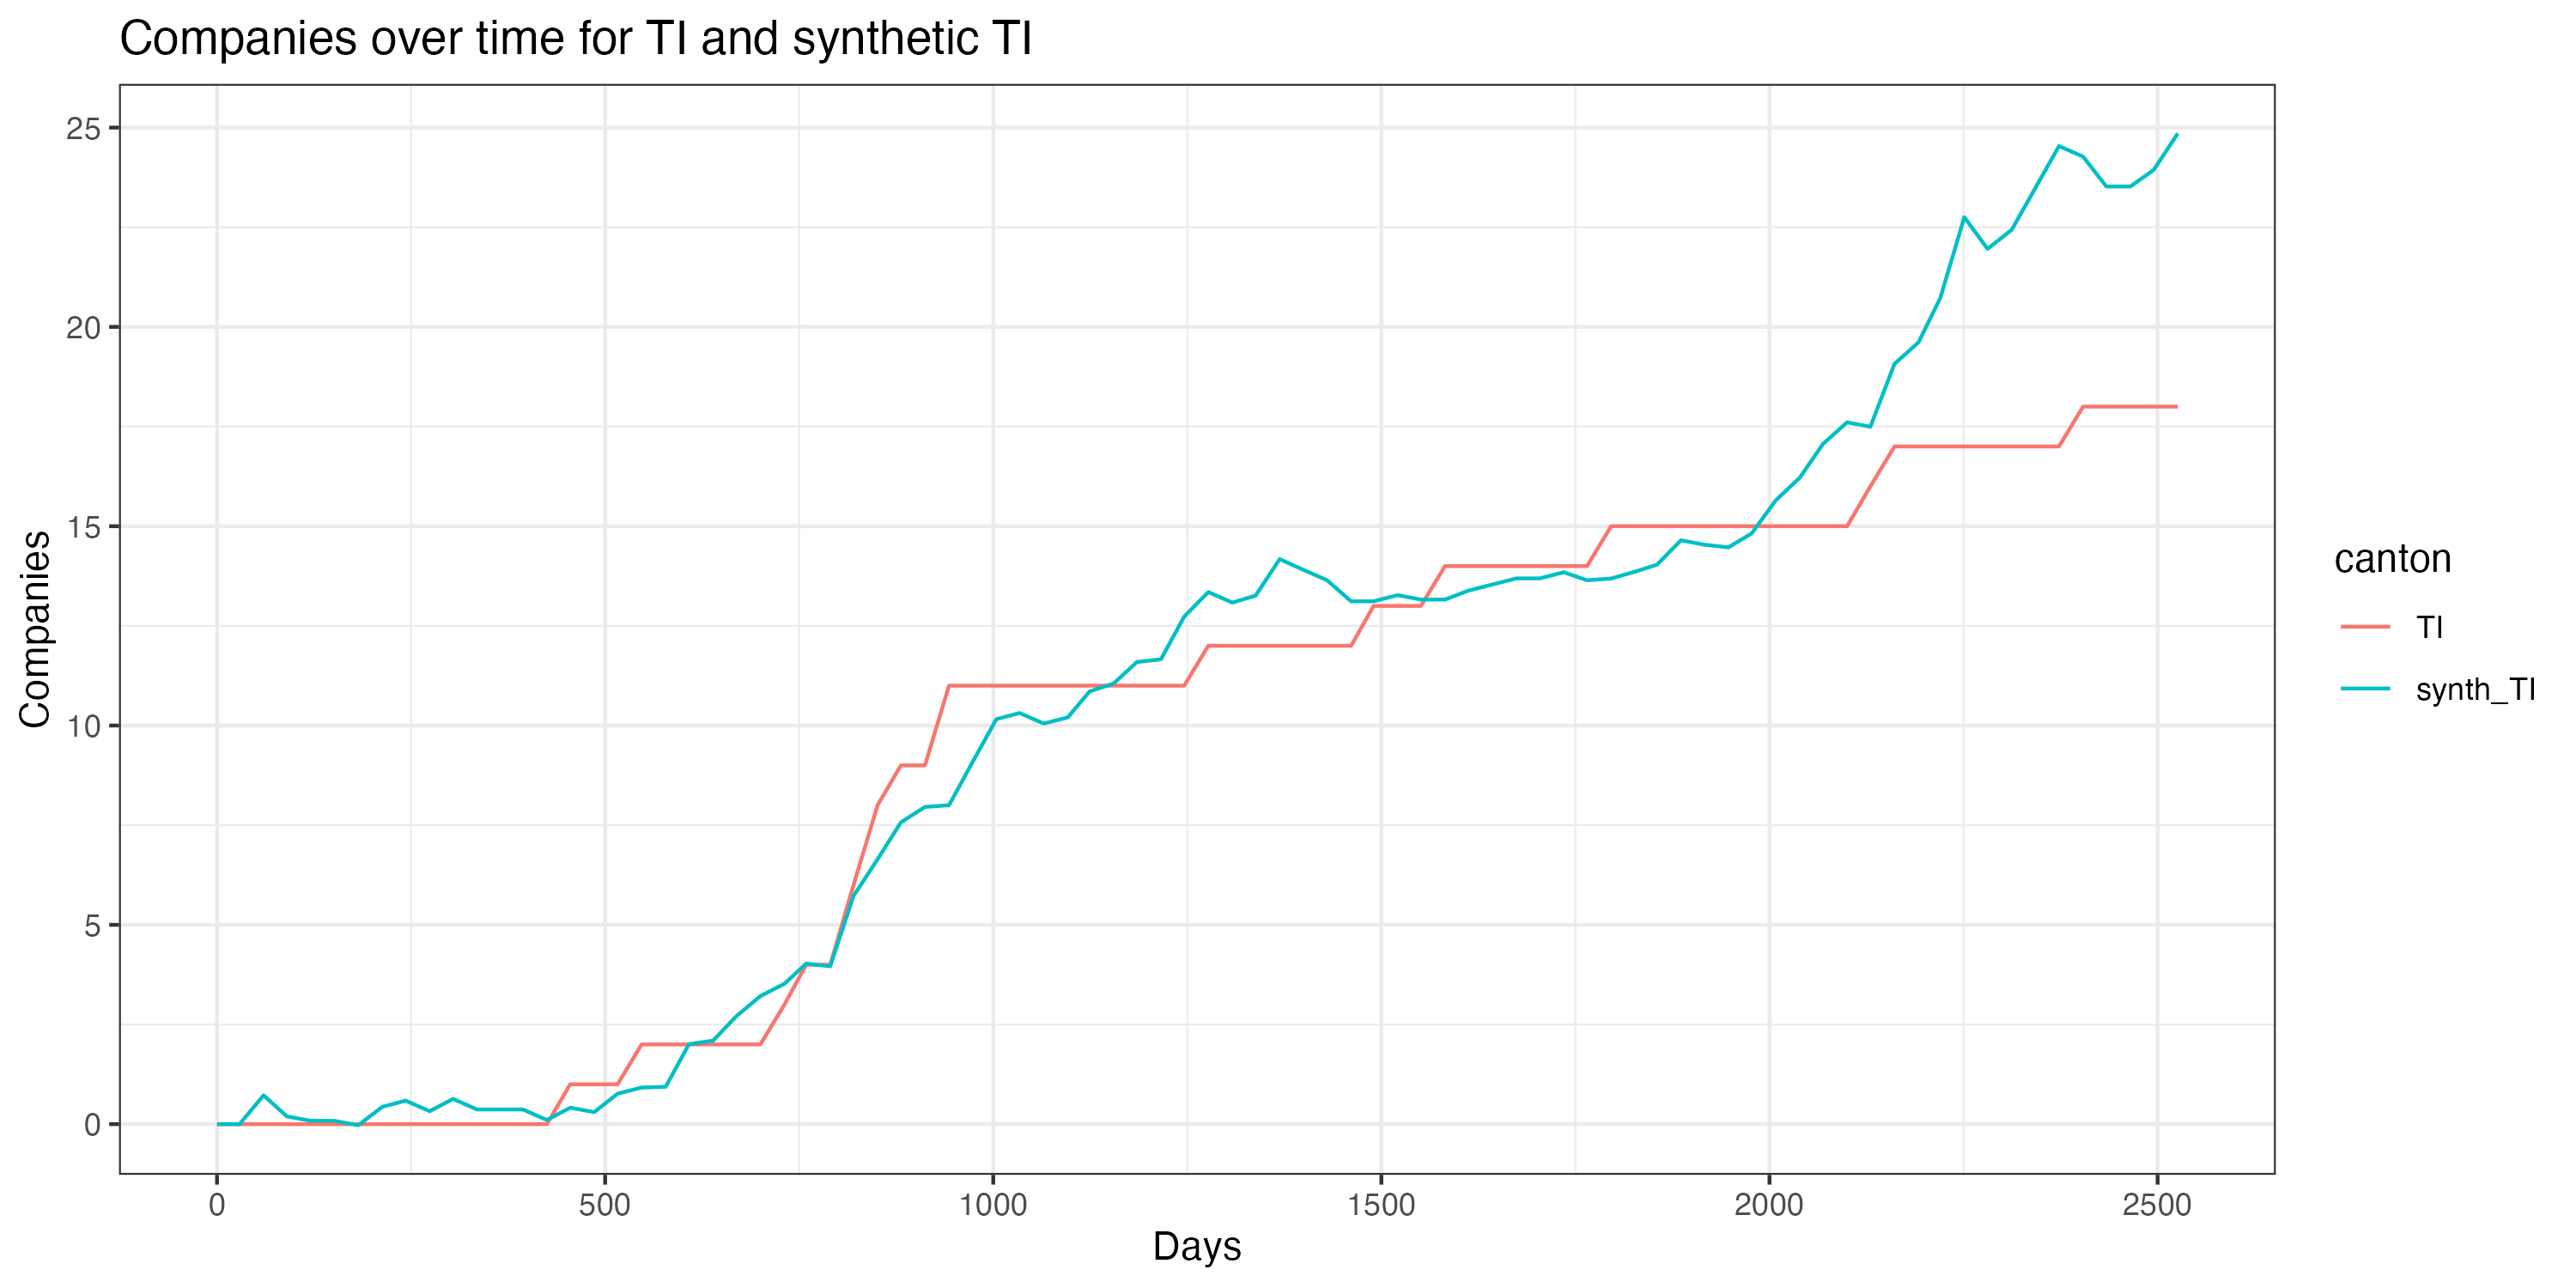 Companies over time for TI and synthetic TI
25
20
15
10
5
0
Companies
0 500 1000 1500 2000 2500
Days
canton
TI
synth_TI